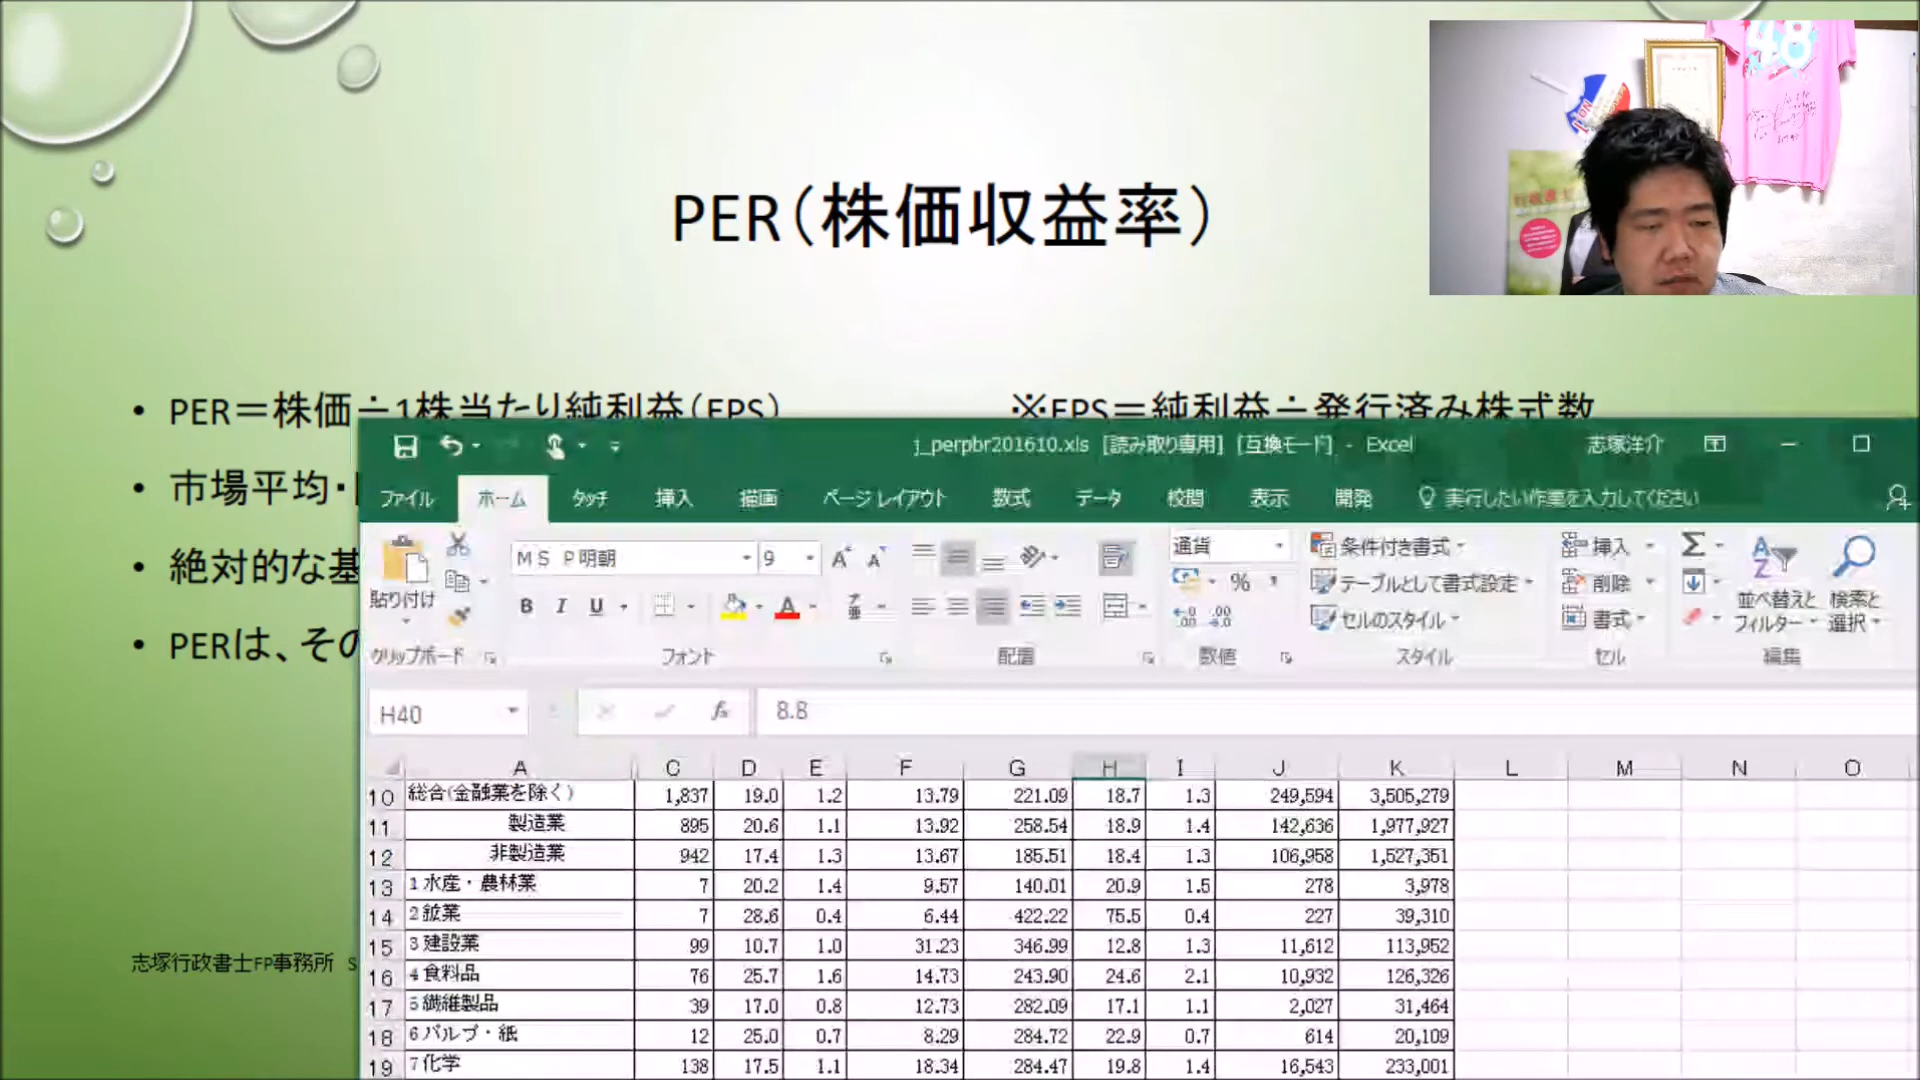 PER（株価収益率）
48
No.1
行政書士
• PER＝株価÷1株当たり純利益（EPS）
※EPS＝純利益÷発行済み株式数
• 市場平均・
• 絶対的な基
• PERは、その
志塚行政書士FP事務所 S
j_perpbr201610.xls [読み取り専用] [互換モード] - Excel
志塚洋介
ファイル ホーム タッチ 挿入 描画 ページ レイアウト 数式 データ 校閲 表示 開発 実行したい作業を入力してください
貼り付け
クリップボード
ＭＳ Ｐ明朝 9
B I U A
フォント
配置
通貨
%
数値
条件付き書式
テーブルとして書式設定
セルのスタイル
スタイル
挿入
削除
書式
セル
並べ替えと フィルター
検索と 選択
編集
H40 fx 8.8
A C D E F G H I J K L M N O
10 総合(金融業を除く) 1,837 19.0 1.2 13.79 221.09 18.7 1.3 249,594 3,505,279
11 製造業 895 20.6 1.1 13.92 258.54 18.9 1.4 142,636 1,977,927
12 非製造業 942 17.4 1.3 13.67 185.51 18.4 1.3 106,958 1,527,351
13 1 水産・農林業 7 20.2 1.4 9.57 140.01 20.9 1.5 278 3,978
14 2 鉱業 7 28.6 0.4 6.44 422.22 75.5 0.4 227 39,310
15 3 建設業 99 10.7 1.0 31.23 346.99 12.8 1.3 11,612 113,952
16 4 食料品 76 25.7 1.6 14.73 243.90 24.6 2.1 10,932 126,326
17 5 繊維製品 39 17.0 0.8 12.73 282.09 17.1 1.1 2,027 31,464
18 6 パルプ・紙 12 25.0 0.7 8.29 284.72 22.9 0.7 614 20,109
19 7 化学 138 17.5 1.1 18.34 284.47 19.8 1.4 16,543 233,001